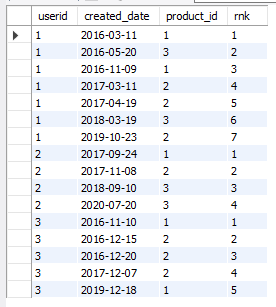 userid created_date product_id rnk
1 2016-03-11 1 1
1 2016-05-20 3 2
1 2016-11-09 1 3
1 2017-03-11 2 4
1 2017-04-19 2 5
1 2018-03-19 3 6
1 2019-10-23 2 7
2 2017-09-24 1 1
2 2017-11-08 2 2
2 2018-09-10 3 3
2 2020-07-20 3 4
3 2016-11-10 1 1
3 2016-12-15 2 2
3 2016-12-20 2 3
3 2017-12-07 2 4
3 2019-12-18 1 5